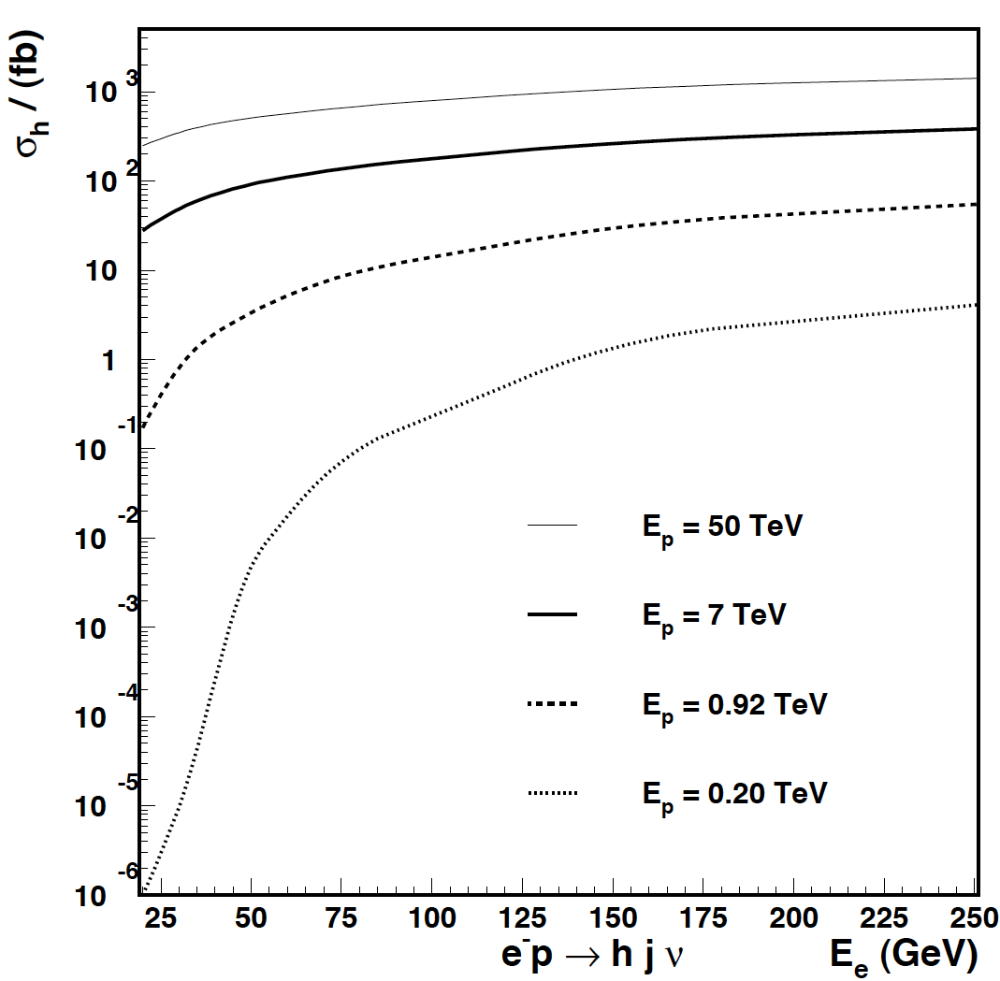 σh / (fb)
10 3
10 2
10
1
10 -1
10 -2
10 -3
10 -4
10 -5
10 -6
Ep = 50 TeV
Ep = 7 TeV
Ep = 0.92 TeV
Ep = 0.20 TeV
25 50 75 100 125 150 175 200 225 250
e-p → h j ν Ee (GeV)